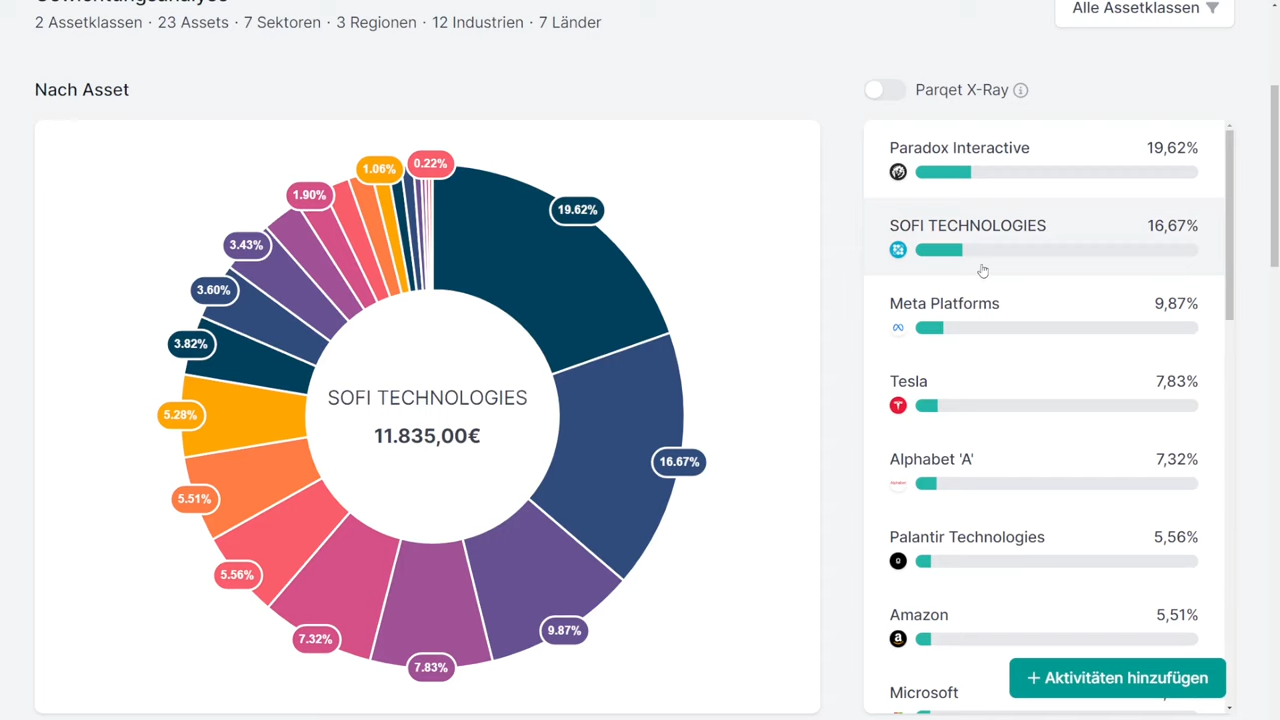 2 Assetklassen · 23 Assets · 7 Sektoren · 3 Regionen · 12 Industrien · 7 Länder
Alle Assetklassen
Nach Asset
Parqet X-Ray
0.22%
1.06%
1.90%
19.62%
3.43%
3.60%
3.82%
5.28%
16.67%
5.51%
5.56%
9.87%
7.32%
7.83%
SOFI TECHNOLOGIES
11.835,00€
Paradox Interactive 19,62%
SOFI TECHNOLOGIES 16,67%
Meta Platforms 9,87%
Tesla 7,83%
Alphabet 'A' 7,32%
Palantir Technologies 5,56%
Amazon 5,51%
Microsoft
+ Aktivitäten hinzufügen